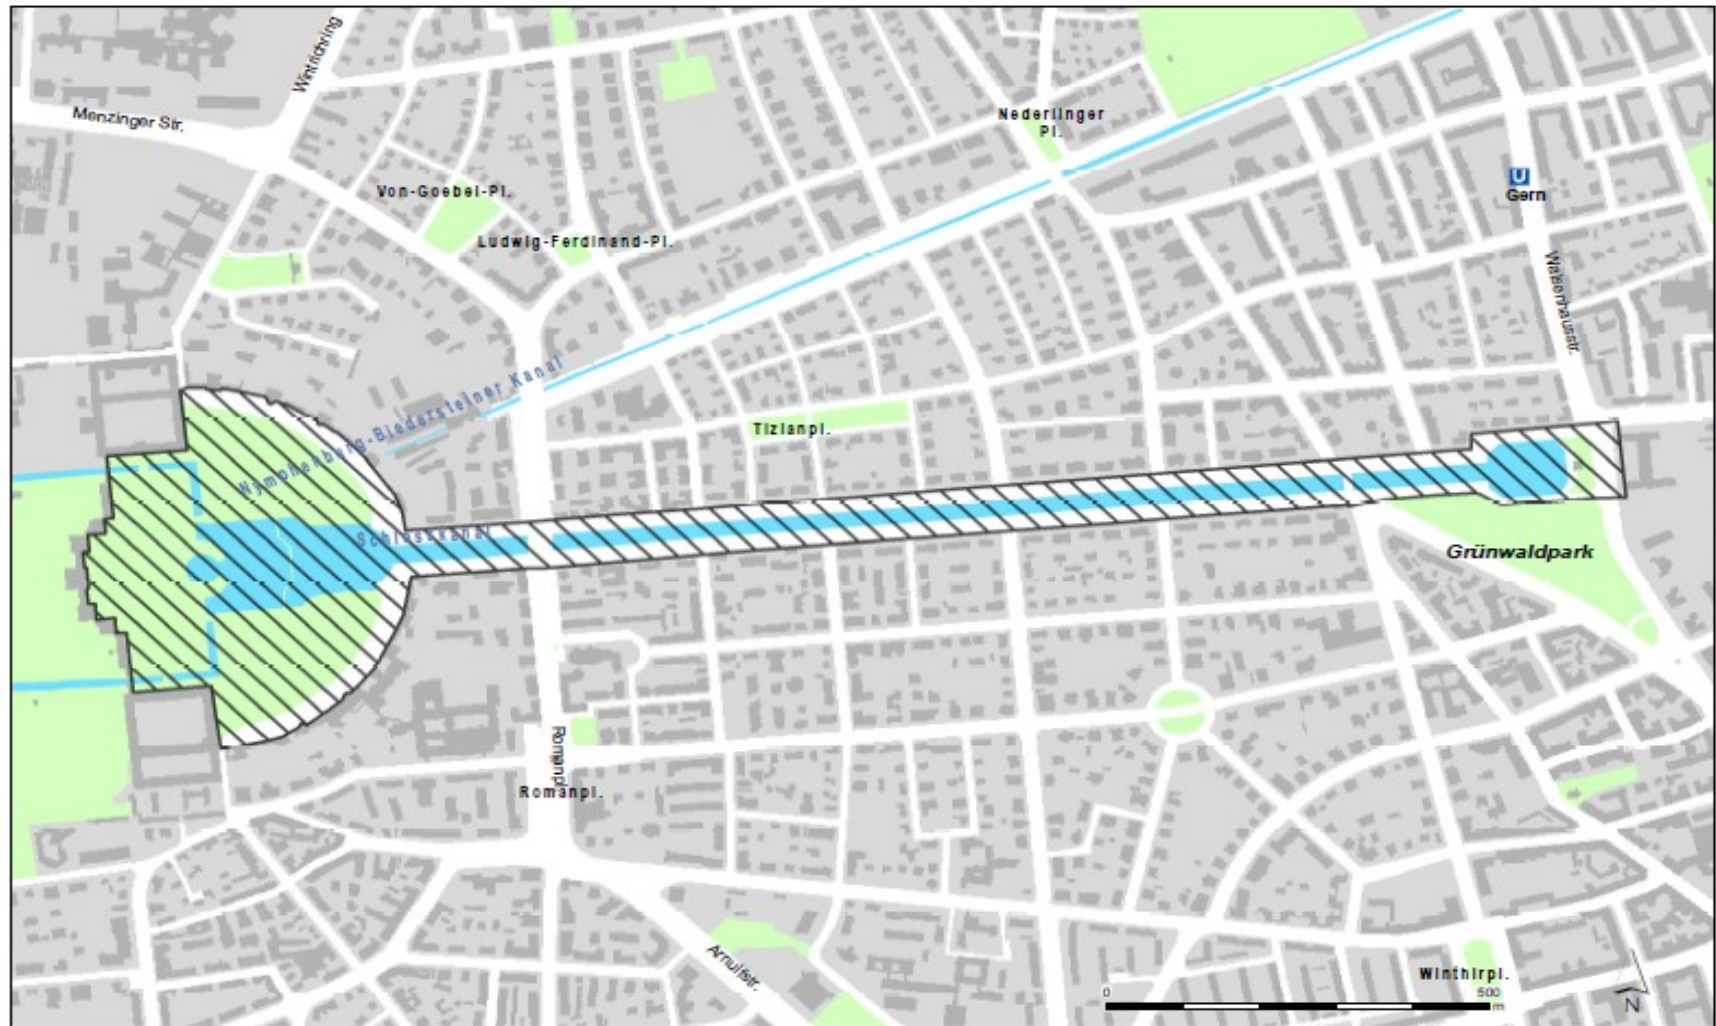 Wintrichring
Menzinger Str.
Nederlinger
Pl.
Von-Goebel-Pl.
U
Gern
Ludwig-Ferdinand-Pl.
Waisenhausstr.
Nymphenburg-Biedersteiner Kanal
Tizianpl.
Schlosskanal
Grünwaldpark
Romanpl.
Romanpl.
Arnulfstr.
Winthirpl.
0
500
m
N